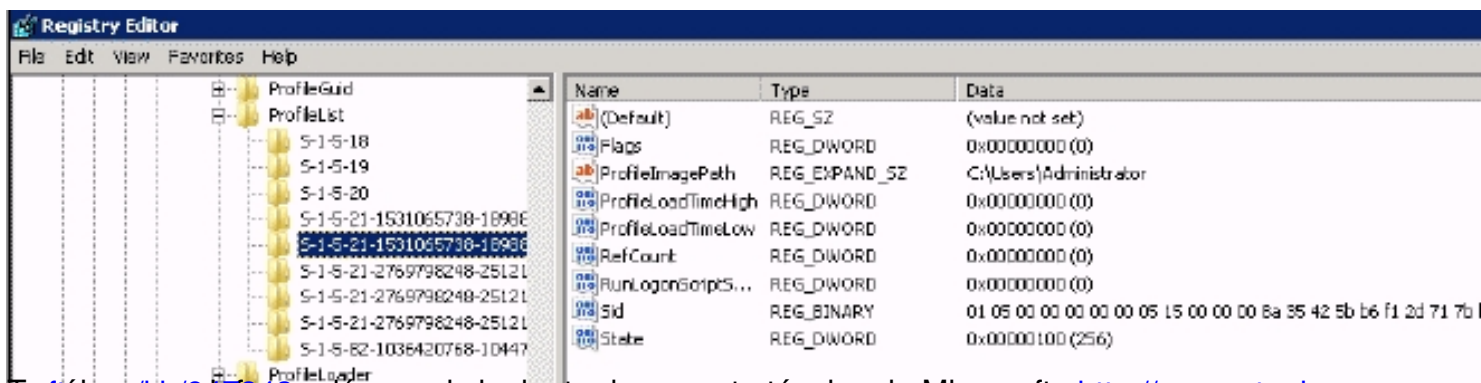 Registry Editor
File Edit View Favorites Help
ProfileGuid
ProfileList
S-1-5-18
S-1-5-19
S-1-5-20
S-1-5-21-1531065738-18988
S-1-5-21-1531065738-18988
S-1-5-21-2769798248-25121
S-1-5-21-2769798248-25121
S-1-5-21-2769798248-25121
S-1-5-82-1036420768-10447
ProfileLoader
Name Type Data
(Default) REG_SZ (value not set)
Flags REG_DWORD 0x00000000 (0)
ProfileImagePath REG_EXPAND_SZ C:\Users\Administrator
ProfileLoadTimeHigh REG_DWORD 0x00000000 (0)
ProfileLoadTimeLow REG_DWORD 0x00000000 (0)
RefCount REG_DWORD 0x00000000 (0)
RunLogonScriptS... REG_DWORD 0x00000000 (0)
Sid REG_BINARY 01 05 00 00 00 00 00 05 15 00 00 00 8a 35 42 5b b6 f1 2d 71 7b
State REG_DWORD 0x00000100 (256)